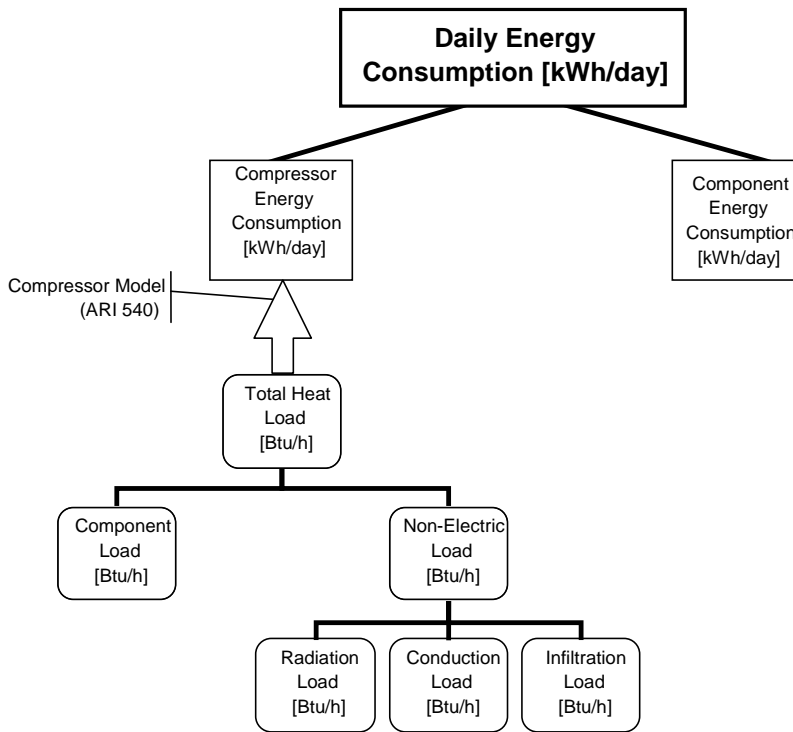 Daily Energy
Consumption [kWh/day]
Compressor
Energy
Consumption
[kWh/day]
Component
Energy
Consumption
[kWh/day]
Compressor Model
(ARI 540)
Total Heat
Load
[Btu/h]
Component
Load
[Btu/h]
Non-Electric
Load
[Btu/h]
Radiation
Load
[Btu/h]
Conduction
Load
[Btu/h]
Infiltration
Load
[Btu/h]